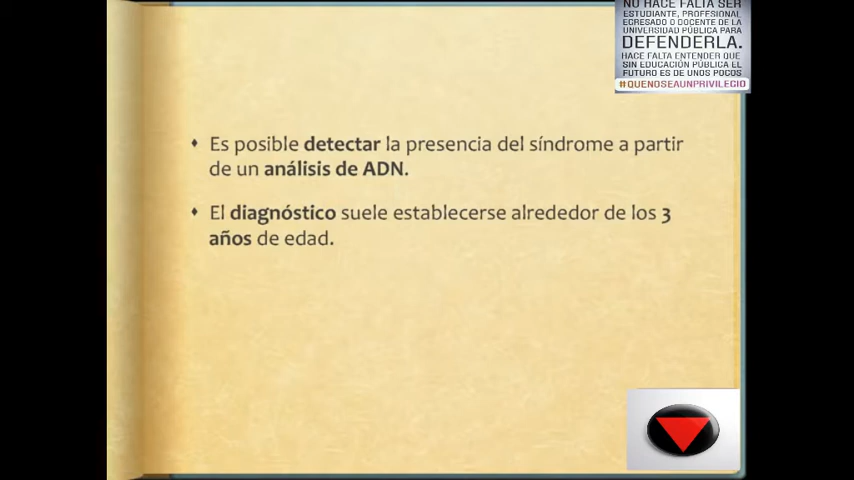 NO HACE FALTA SER
ESTUDIANTE, PROFESIONAL
EGRESADO O DOCENTE DE LA
UNIVERSIDAD PÚBLICA PARA
DEFENDERLA.
HACE FALTA ENTENDER QUE
SIN EDUCACIÓN PÚBLICA EL
FUTURO ES DE UNOS POCOS
#QUENOSEAUNPRIVILEGIO
Es posible detectar la presencia del síndrome a partir
de un análisis de ADN.
El diagnóstico suele establecerse alrededor de los 3
años de edad.